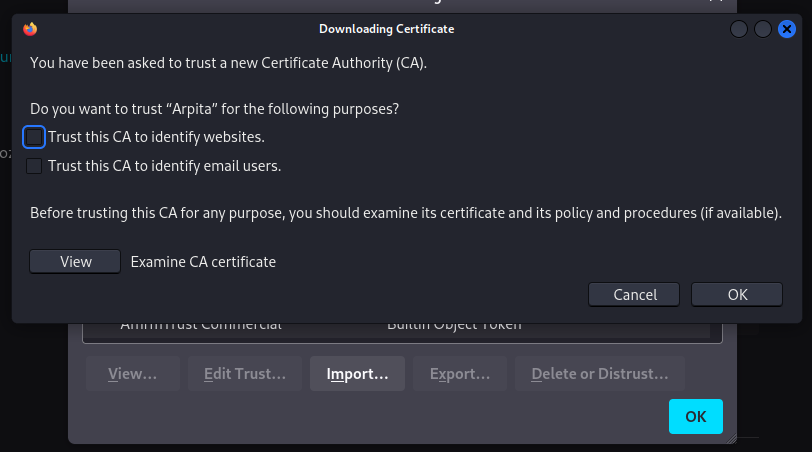 Downloading Certificate
You have been asked to trust a new Certificate Authority (CA).
Do you want to trust “Arpita” for the following purposes?
Trust this CA to identify websites.
Trust this CA to identify email users.
Before trusting this CA for any purpose, you should examine its certificate and its policy and procedures (if available).
View Examine CA certificate
Cancel OK
Commercial Builtin Object Token
View... Edit Trust... Import... Export... Delete or Distrust...
OK